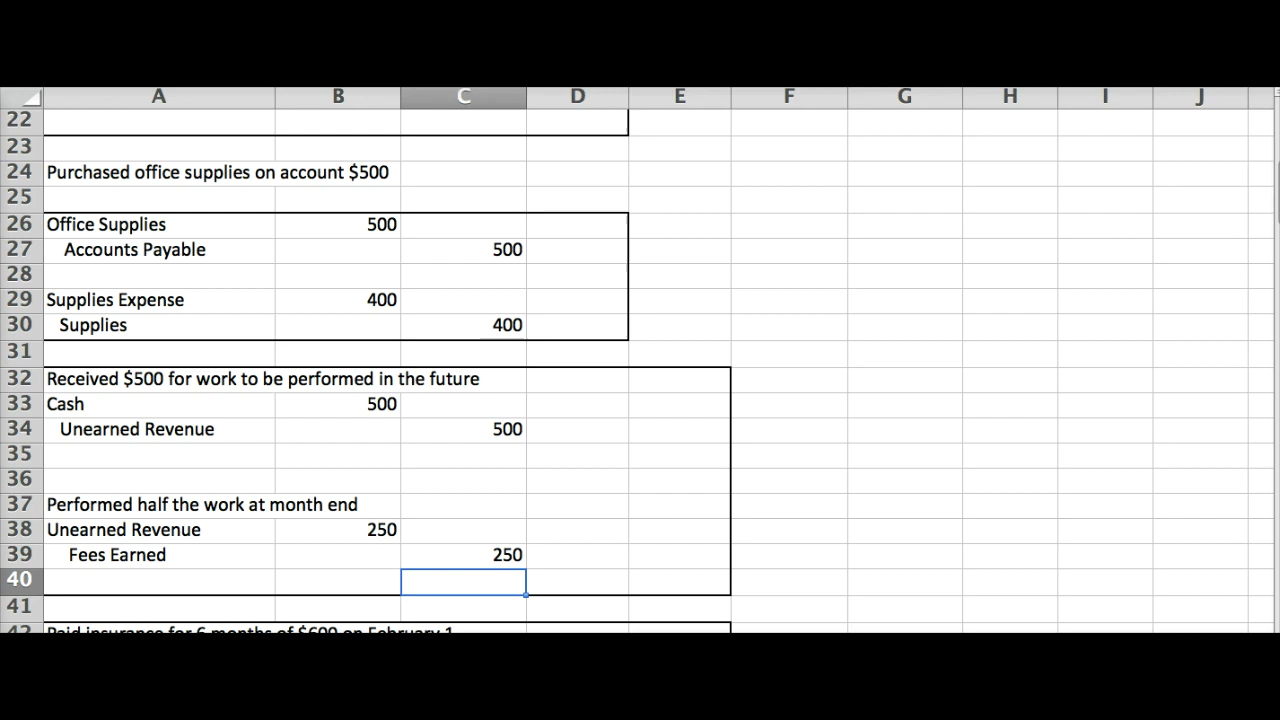 A B C D E F G H I J
22
23
24 Purchased office supplies on account $500
25
26 Office Supplies 500
27 Accounts Payable 500
28
29 Supplies Expense 400
30 Supplies 400
31
32 Received $500 for work to be performed in the future
33 Cash 500
34 Unearned Revenue 500
35
36
37 Performed half the work at month end
38 Unearned Revenue 250
39 Fees Earned 250
40
41
42 Paid insurance for 6 months of $600 on February 1